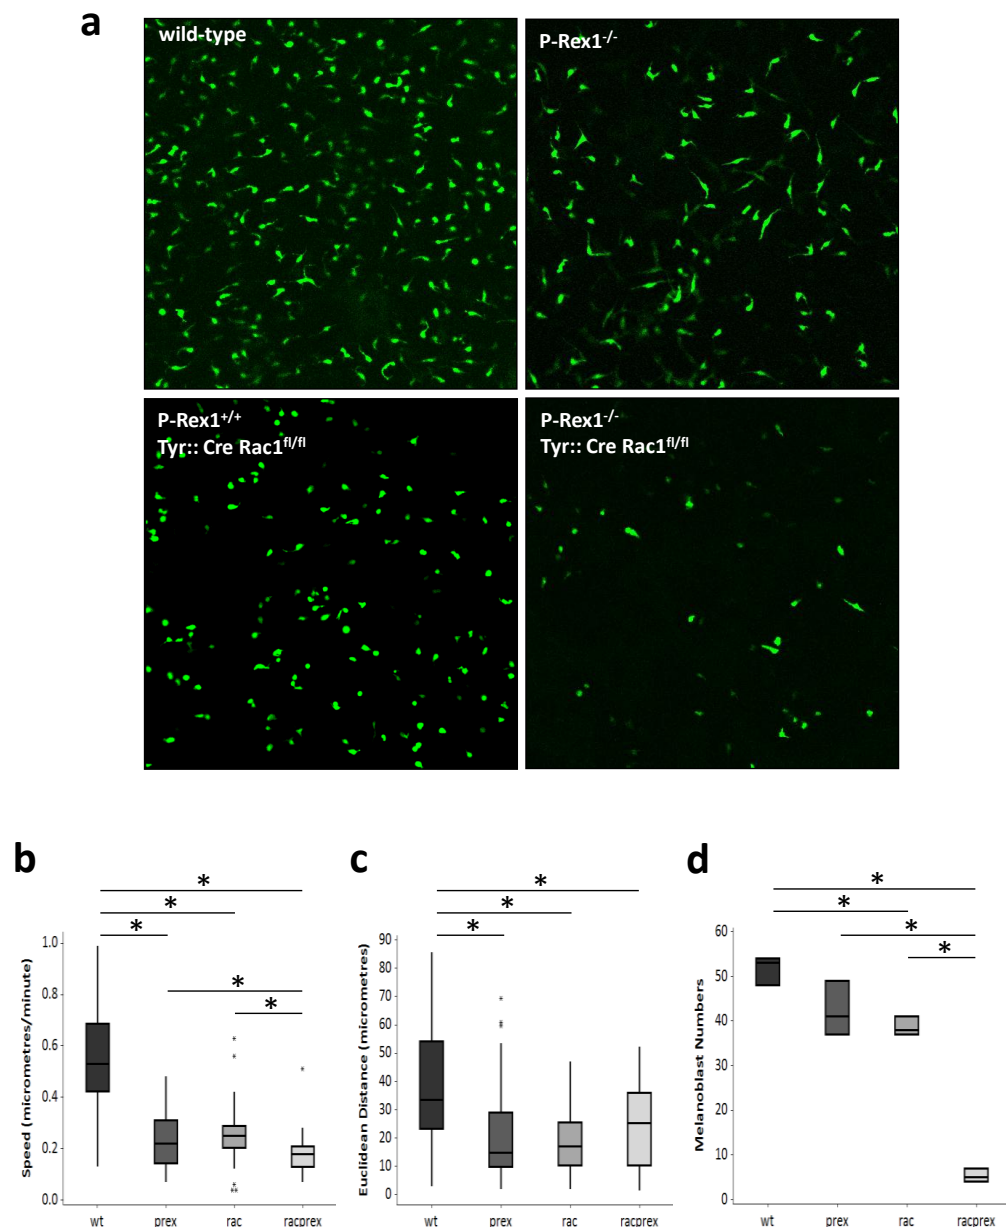 a
wild-type
P-Rex1-/-
P-Rex1+/+
Tyr:: Cre Rac1fl/fl
P-Rex1-/-
Tyr:: Cre Rac1fl/fl
b
*
*
*
*
*
Speed (micrometres/minute)
1.0
0.8
0.6
0.4
0.2
0.0
wt prex rac racprex
c
*
*
*
Euclidean Distance (micrometres)
90
80
70
60
50
40
30
20
10
0
wt prex rac racprex
d
*
*
*
*
Melanoblast Numbers
60
50
40
30
20
10
0
wt prex rac racprex